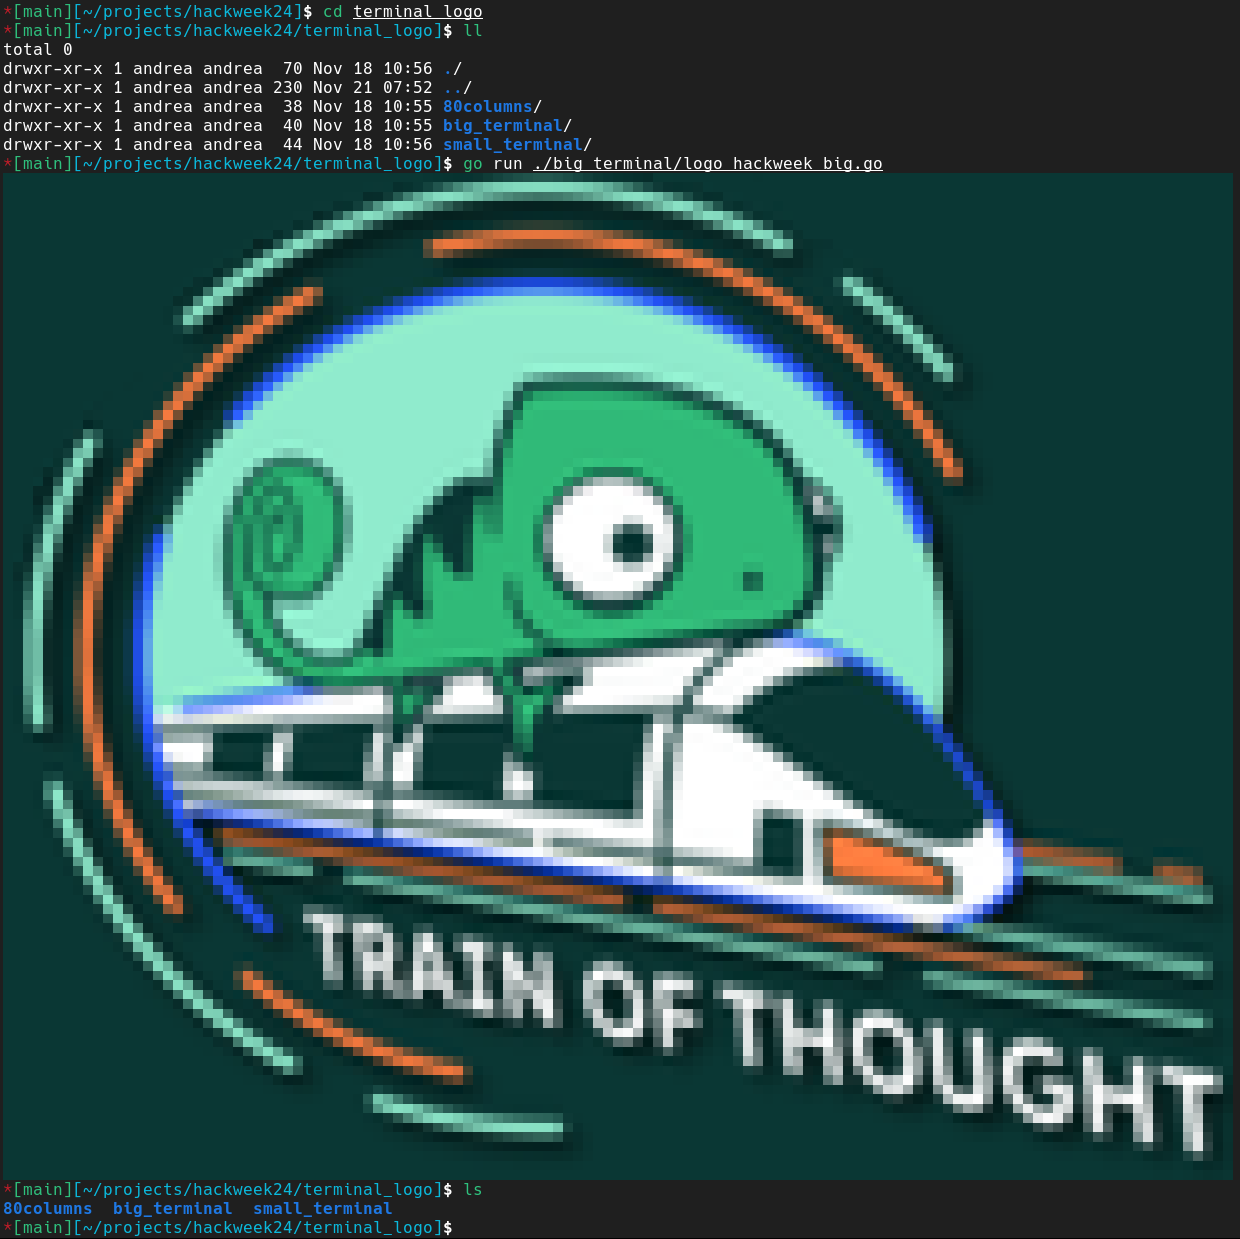 *[main][~/projects/hackweek24]$ cd terminal_logo
*[main][~/projects/hackweek24/terminal_logo]$ ll
total 0
drwxr-xr-x 1 andrea andrea  70 Nov 18 10:56 ./
drwxr-xr-x 1 andrea andrea 230 Nov 21 07:52 ../
drwxr-xr-x 1 andrea andrea  38 Nov 18 10:55 80columns/
drwxr-xr-x 1 andrea andrea  40 Nov 18 10:55 big_terminal/
drwxr-xr-x 1 andrea andrea  44 Nov 18 10:56 small_terminal/
*[main][~/projects/hackweek24/terminal_logo]$ go run ./big_terminal/logo_hackweek_big.go
TRAIN OF THOUGHT
*[main][~/projects/hackweek24/terminal_logo]$ ls
80columns  big_terminal  small_terminal
*[main][~/projects/hackweek24/terminal_logo]$